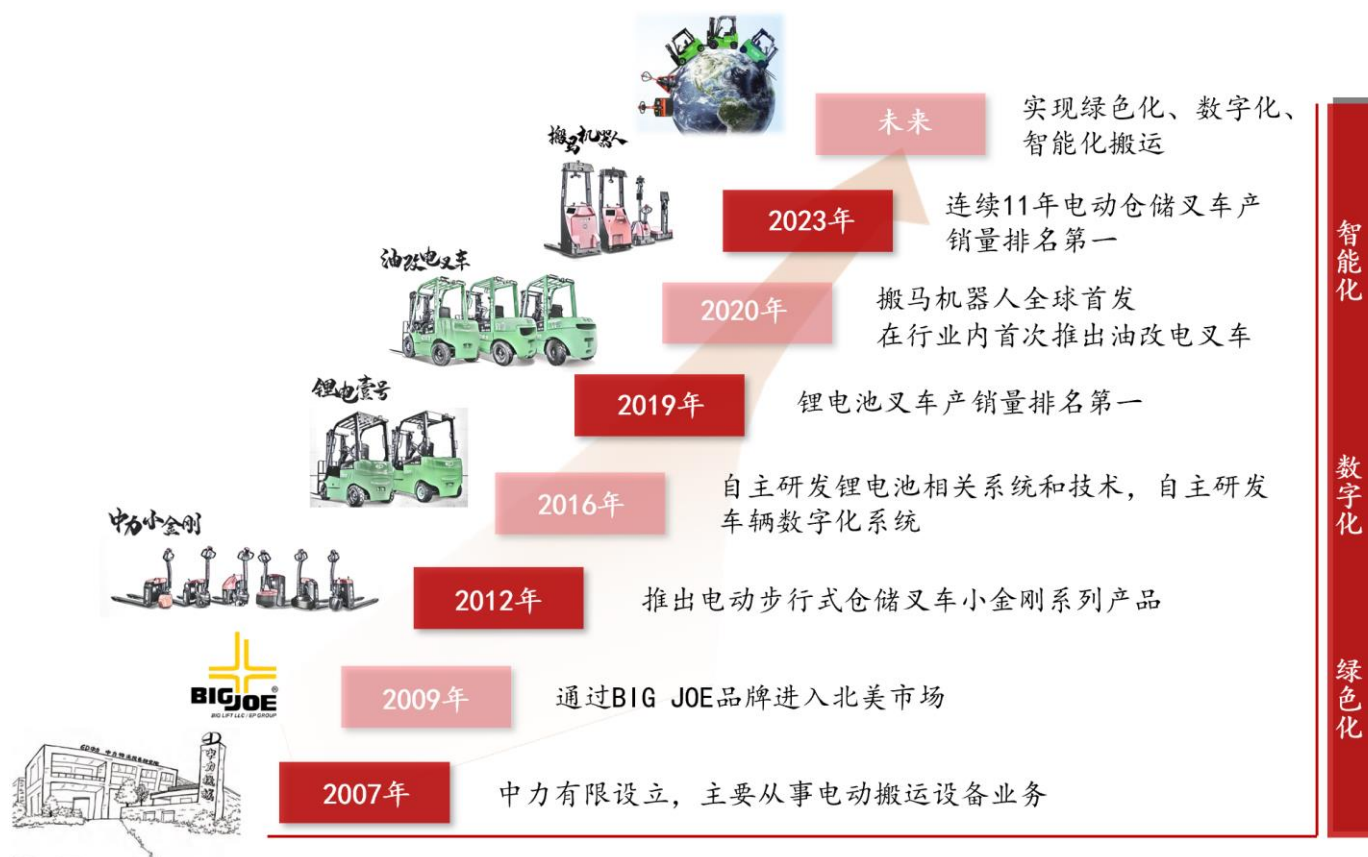 未来
实现绿色化、数字化、
智能化搬运
搬马机器人
2023年
连续11年电动仓储叉车产
销量排名第一
油改电叉车
2020年
搬马机器人全球首发
在行业内首次推出油改电叉车
锂电壹号
2019年
锂电池叉车产销量排名第一
2016年
自主研发锂电池相关系统和技术，自主研发
车辆数字化系统
中力小金刚
2012年
推出电动步行式仓储叉车小金刚系列产品
BIG JOE
BIG LIFT LLC / EP GROUP
2009年
通过BIG JOE品牌进入北美市场
2007年
中力有限设立，主要从事电动搬运设备业务
智能化
数字化
绿色化